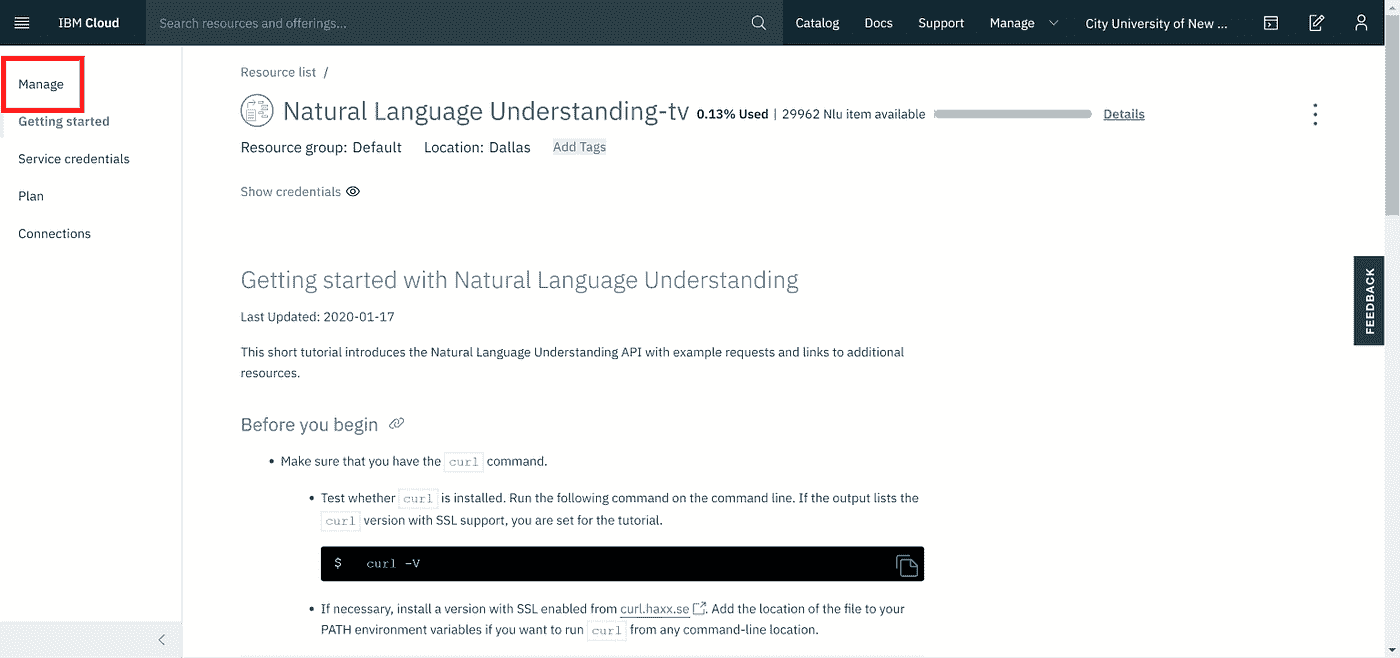 IBM Cloud
Search resources and offerings...
Catalog
Docs
Support
Manage
City University of New ...
Manage
Getting started
Service credentials
Plan
Connections
Resource list /
Natural Language Understanding-tv 0.13% Used | 29962 Nlu item available Details
Resource group: Default Location: Dallas Add Tags
Show credentials
Getting started with Natural Language Understanding
Last Updated: 2020-01-17
This short tutorial introduces the Natural Language Understanding API with example requests and links to additional
resources.
Before you begin
• Make sure that you have the curl command.
• Test whether curl is installed. Run the following command on the command line. If the output lists the
curl version with SSL support, you are set for the tutorial.
$ curl -V
• If necessary, install a version with SSL enabled from curl.haxx.se. Add the location of the file to your
PATH environment variables if you want to run curl from any command-line location.
FEEDBACK